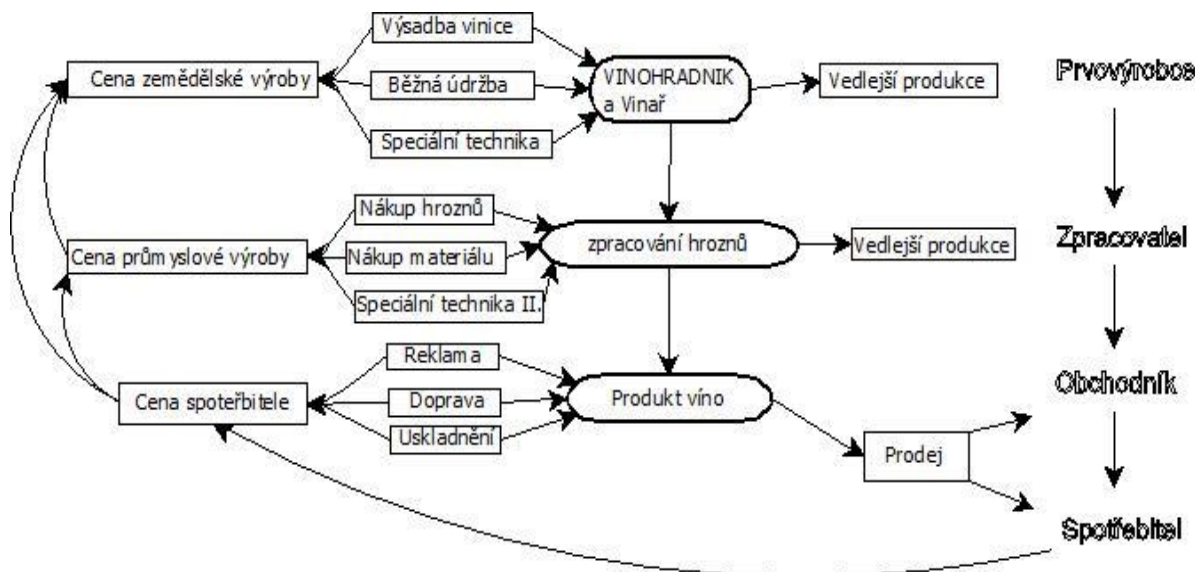 Výsadba vinice
Cena zemědělské výroby
Běžná údržba
Speciální technika
VINOHRADNIK
a Vinař
Vedlejší produkce
Prvovýrobce
Nákup hroznů
Cena průmyslové výroby
Nákup materiálu
Speciální technika II.
zpracování hroznů
Vedlejší produkce
Zpracovatel
Reklama
Cena spoteřbitele
Doprava
Uskladnění
Produkt víno
Prodej
Obchodník
Spotřebitel